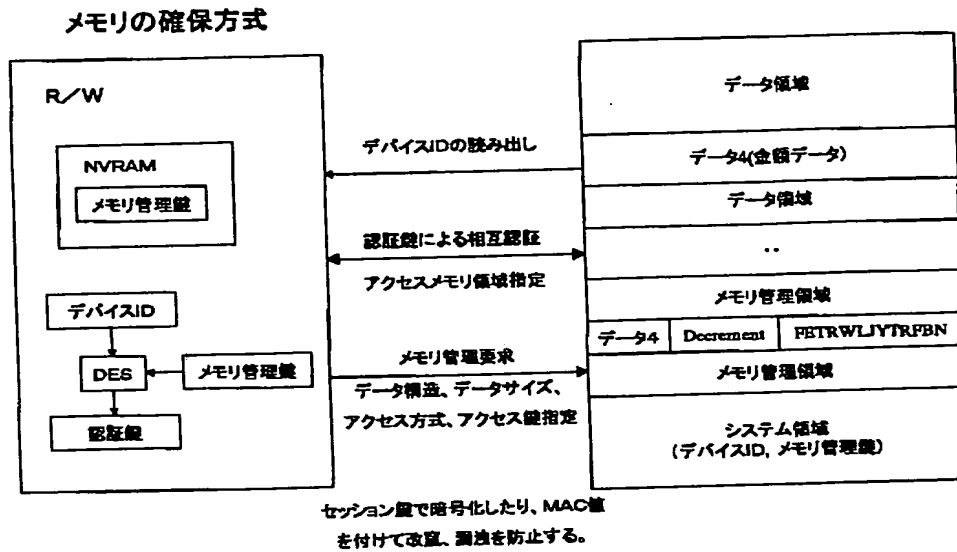 メモリの確保方式
R/W
NVRAM
メモリ管理鍵
デバイスID
DES
メモリ管理鍵
認証鍵
デバイスIDの読み出し
認証鍵による相互認証
アクセスメモリ領域指定
メモリ管理要求
データ構造、データサイズ、
アクセス方式、アクセス鍵指定
データ領域
データ4(金額データ)
データ領域
‥
メモリ管理領域
データ4 Decrement FETRWLJYTRFBN
メモリ管理領域
システム領域
(デバイスID, メモリ管理鍵)
セッション鍵で暗号化したり、MAC値
を付けて改竄、漏洩を防止する。